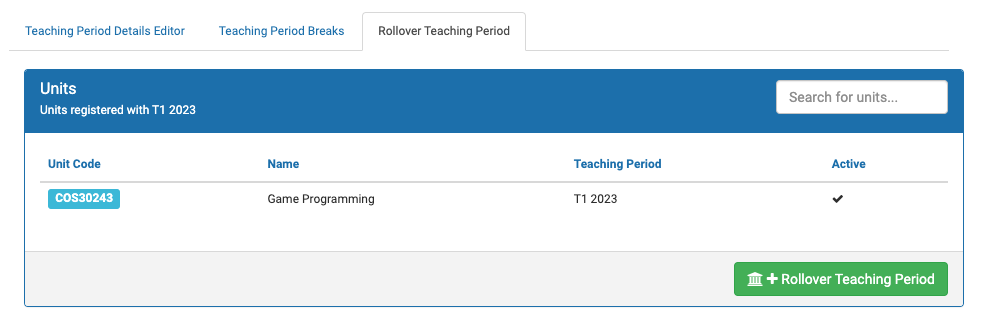 Teaching Period Details Editor Teaching Period Breaks Rollover Teaching Period
Units
Units registered with T1 2023
Search for units...
Unit Code Name Teaching Period Active
COS30243 Game Programming T1 2023
Rollover Teaching Period